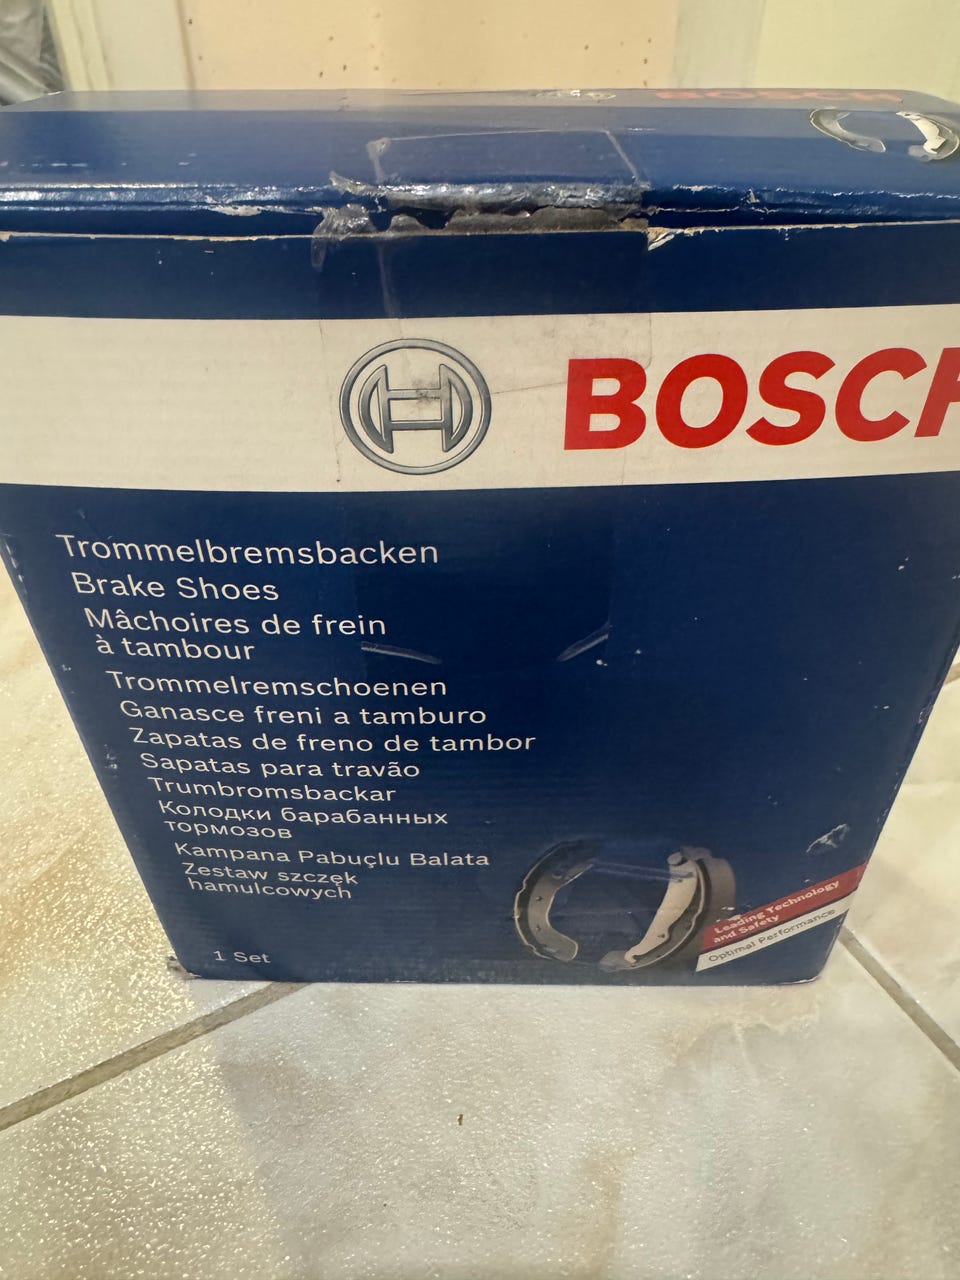 BOSCH
BOSCH
Trommelbremsbacken
Brake Shoes
Mâchoires de frein
à tambour
Trommelremschoenen
Ganasce freni a tamburo
Zapatas de freno de tambor
Sapatas para travão
Trumbromsbackar
Колодки барабанных
тормозов
Kampana Pabuçlu Balata
Zestaw szczęk
hamulcowych
Leading Technology
and Safety
Optimal Performance
1 Set